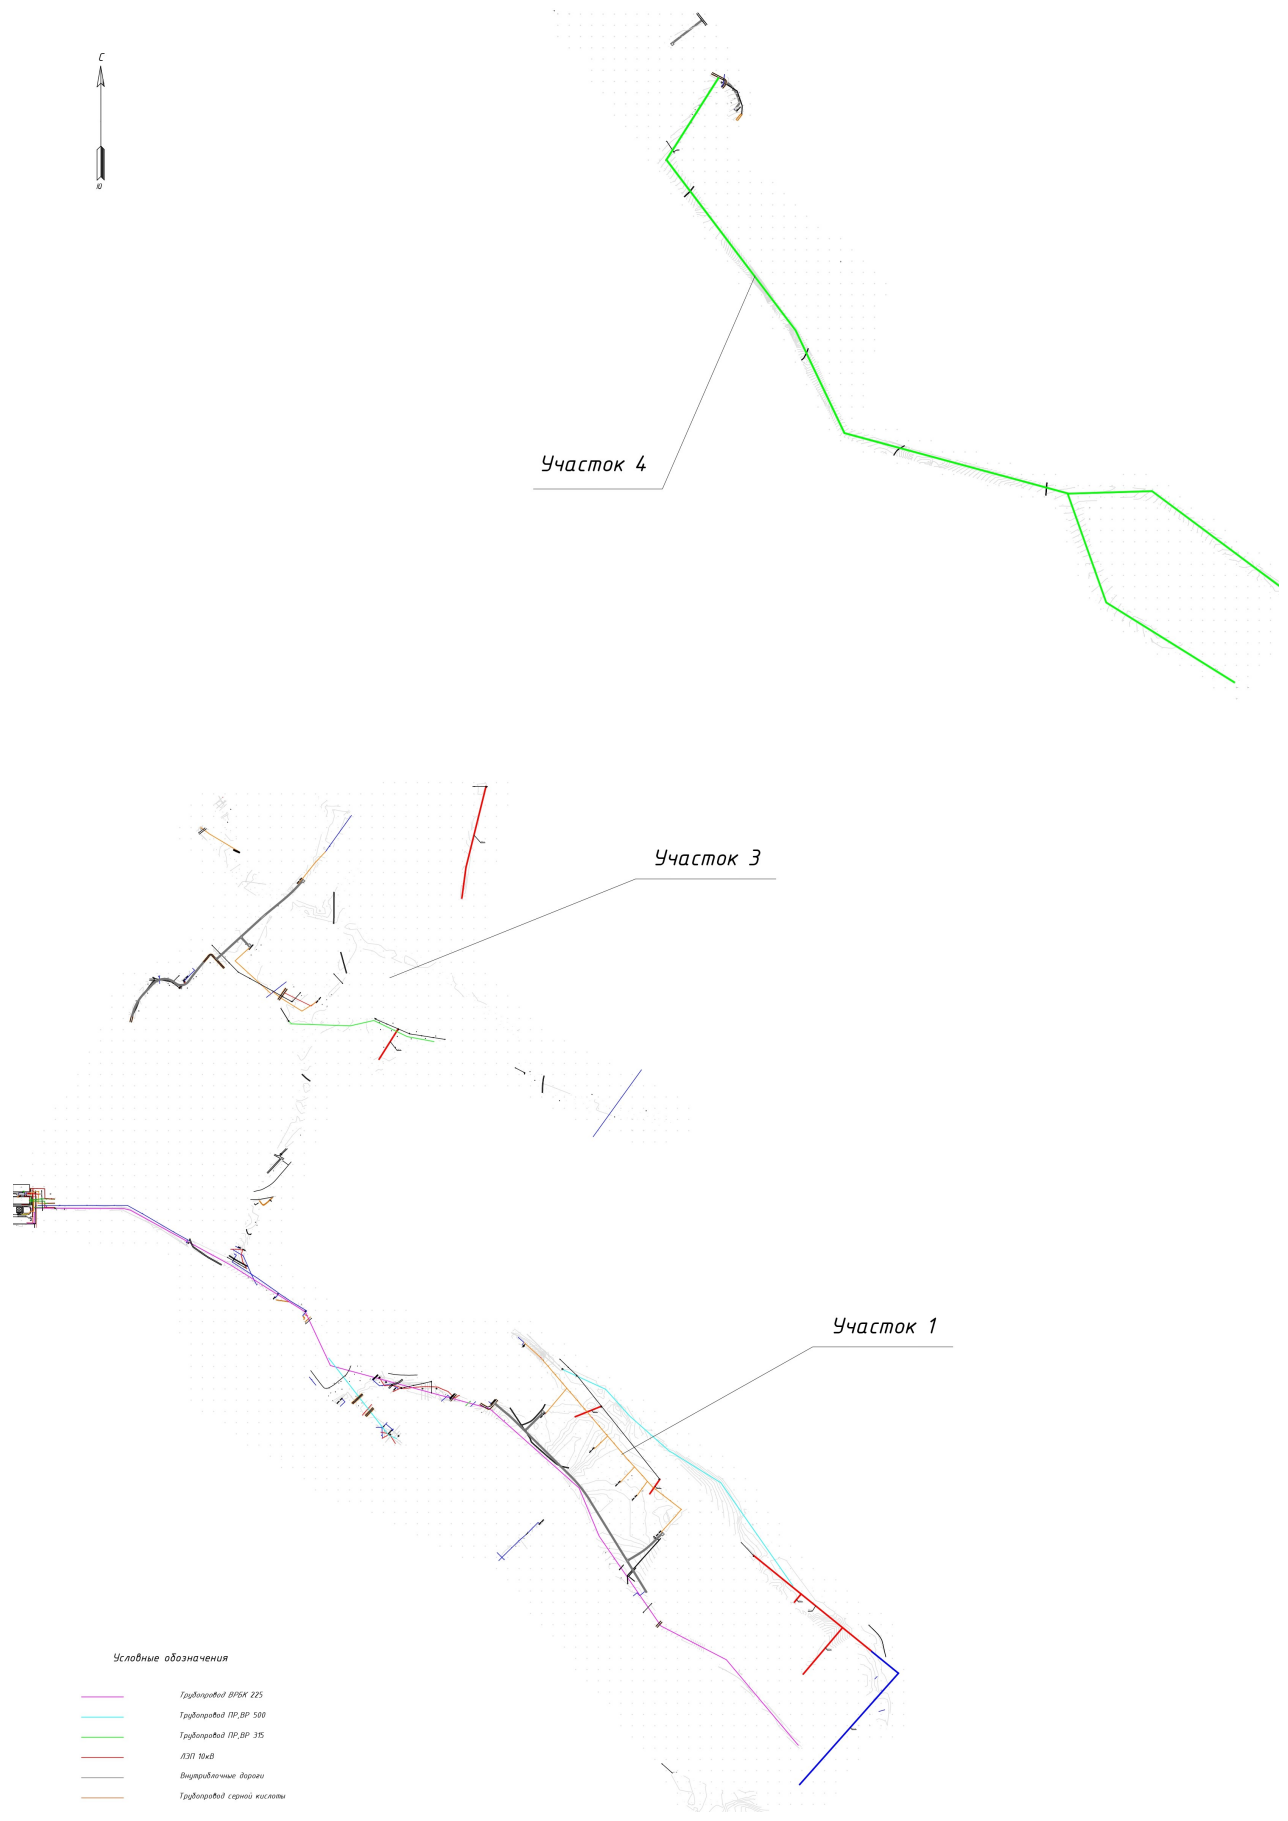 С
Ю
Участок 4
Участок 3
Участок 1
Условные обозначения
Трубопровод ВРБК 225
Трубопровод ПР,ВР 500
Трубопровод ПР,ВР 315
ЛЭП 10кВ
Внутриблочные дороги
Трубопровод серной кислоты